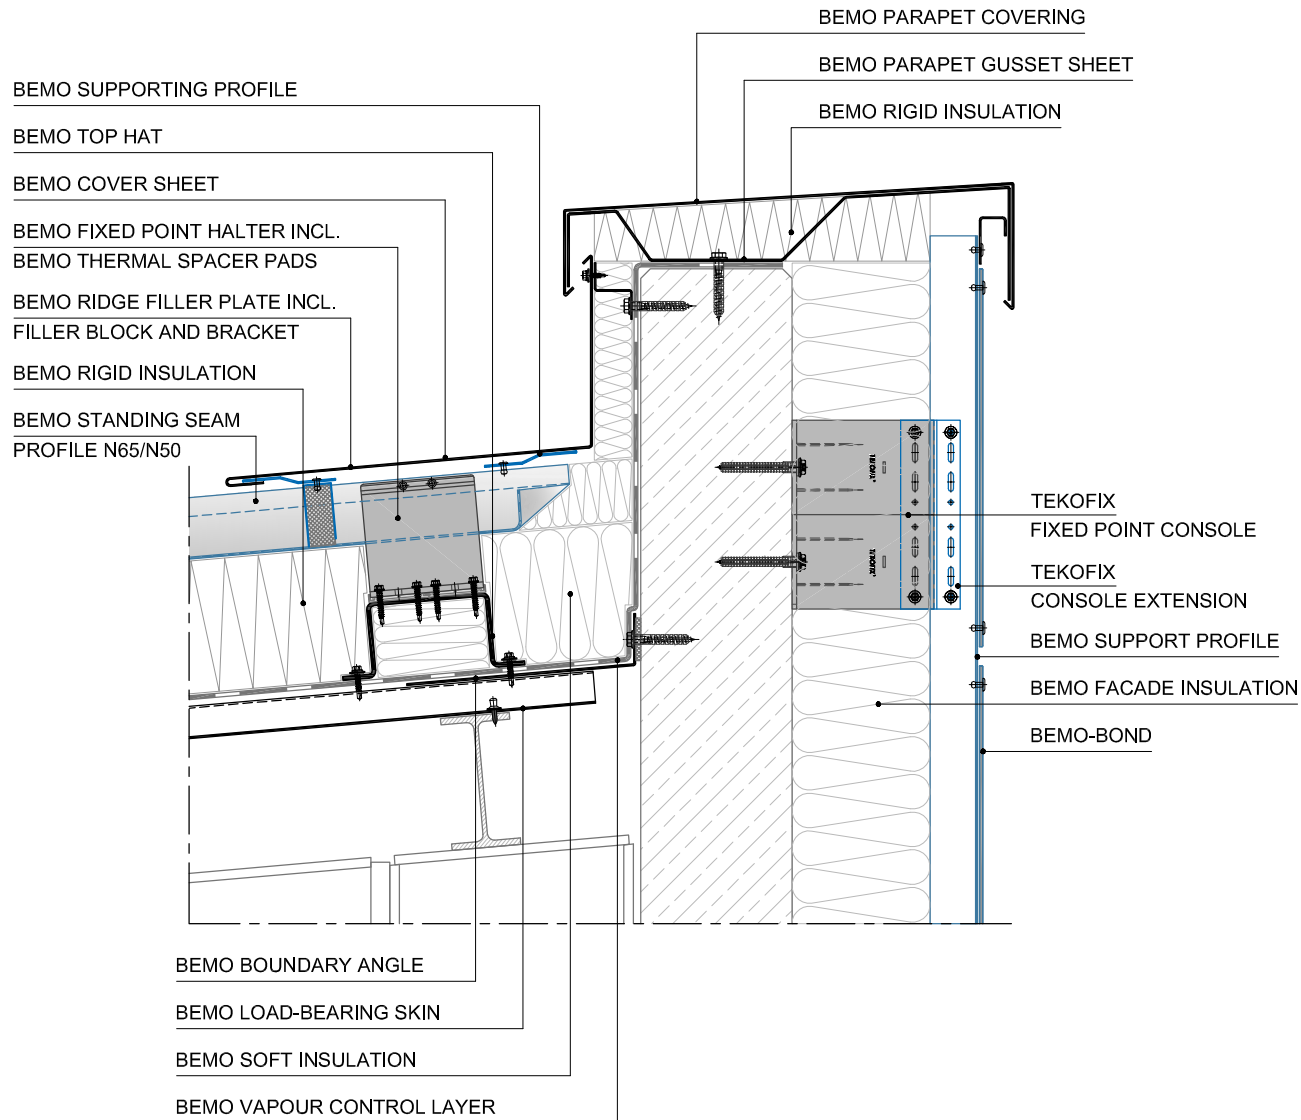 BEMO PARAPET COVERING
BEMO PARAPET GUSSET SHEET
BEMO RIGID INSULATION
BEMO SUPPORTING PROFILE
BEMO TOP HAT
BEMO COVER SHEET
BEMO FIXED POINT HALTER INCL.
BEMO THERMAL SPACER PADS
BEMO RIDGE FILLER PLATE INCL.
FILLER BLOCK AND BRACKET
BEMO RIGID INSULATION
BEMO STANDING SEAM
PROFILE N65/N50
TEKOFIX
FIXED POINT CONSOLE
TEKOFIX
CONSOLE EXTENSION
BEMO SUPPORT PROFILE
BEMO FACADE INSULATION
BEMO-BOND
BEMO BOUNDARY ANGLE
BEMO LOAD-BEARING SKIN
BEMO SOFT INSULATION
BEMO VAPOUR CONTROL LAYER